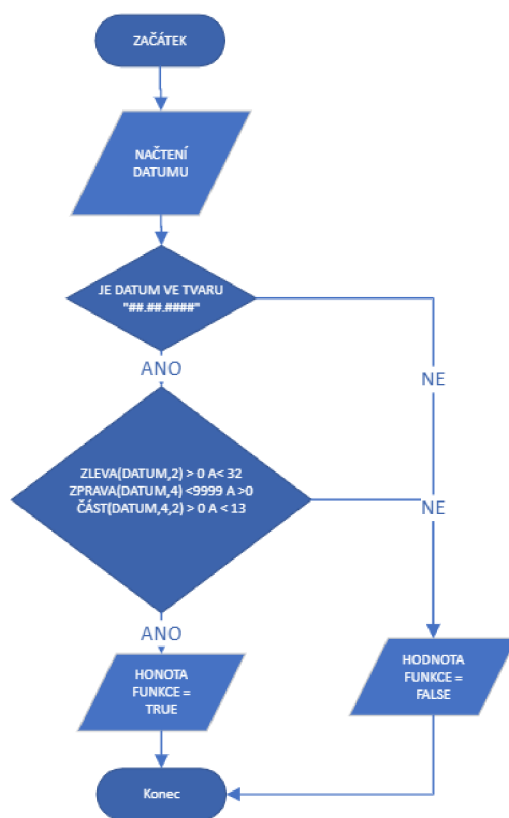 ZAČÁTEK
NAČTENÍ
DATUMU
JE DATUM VE TVARU
"##.##.####"
ANO
NE
ZLEVA(DATUM,2) > 0 A< 32
ZPRAVA(DATUM,4) <9999 A >0
ČÁST(DATUM,4,2) > 0 A < 13
NE
ANO
HONOTA
FUNKCE =
TRUE
HODNOTA
FUNKCE =
FALSE
Konec